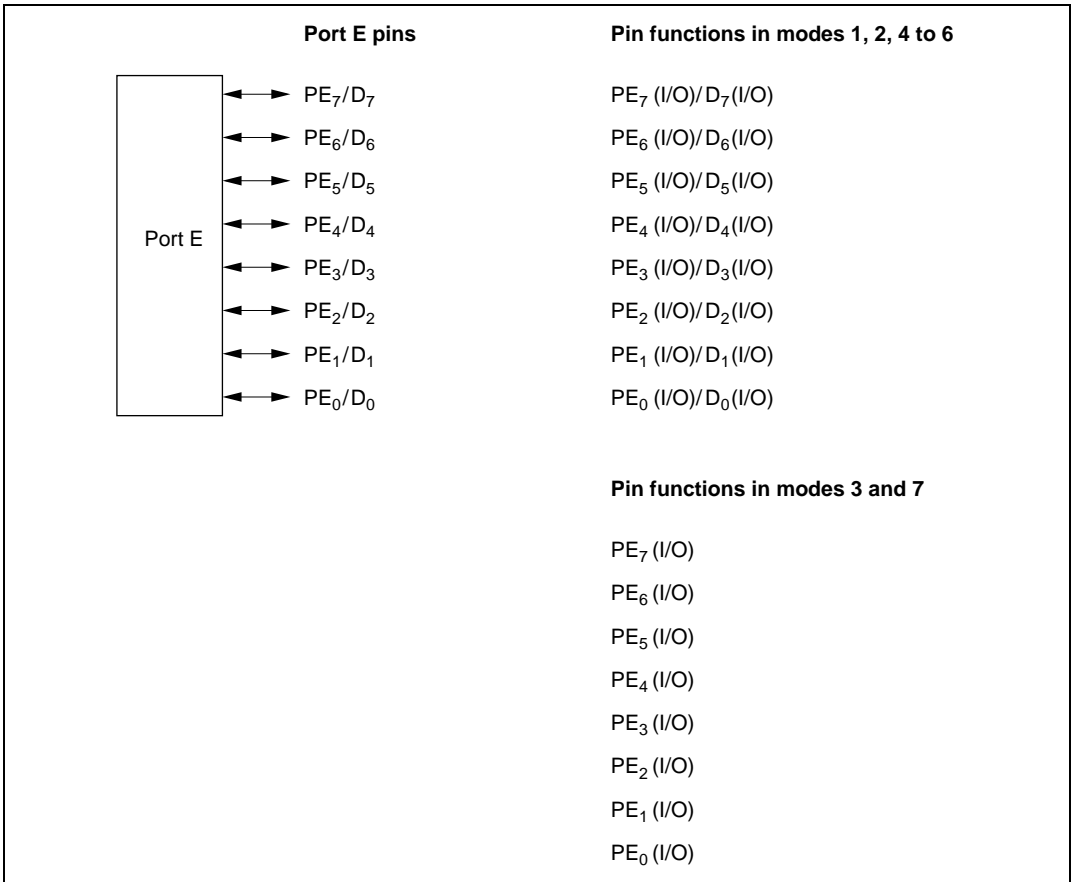 Port E pins Pin functions in modes 1, 2, 4 to 6
PE₇/D₇ PE₇ (I/O)/D₇(I/O)
PE₆/D₆ PE₆ (I/O)/D₆(I/O)
PE₅/D₅ PE₅ (I/O)/D₅(I/O)
PE₄/D₄ PE₄ (I/O)/D₄(I/O)
Port E
PE₃/D₃ PE₃ (I/O)/D₃(I/O)
PE₂/D₂ PE₂ (I/O)/D₂(I/O)
PE₁/D₁ PE₁ (I/O)/D₁(I/O)
PE₀/D₀ PE₀ (I/O)/D₀(I/O)
Pin functions in modes 3 and 7
PE₇ (I/O)
PE₆ (I/O)
PE₅ (I/O)
PE₄ (I/O)
PE₃ (I/O)
PE₂ (I/O)
PE₁ (I/O)
PE₀ (I/O)